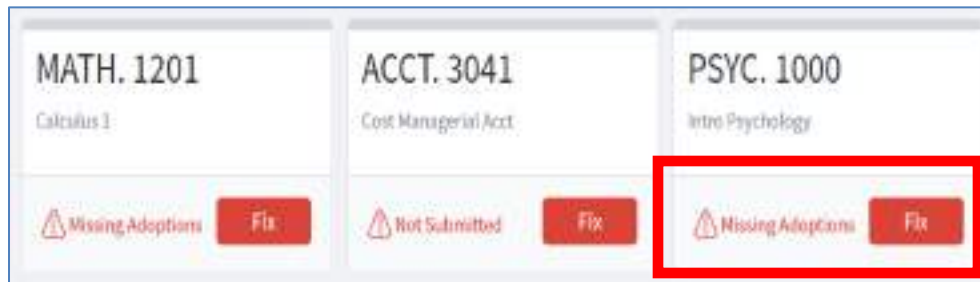 MATH. 1201
Calculus 1
Missing Adoptions Fix
ACCT. 3041
Cost Managerial Acct
Not Submitted Fix
PSYC. 1000
Intro Psychology
Missing Adoptions Fix